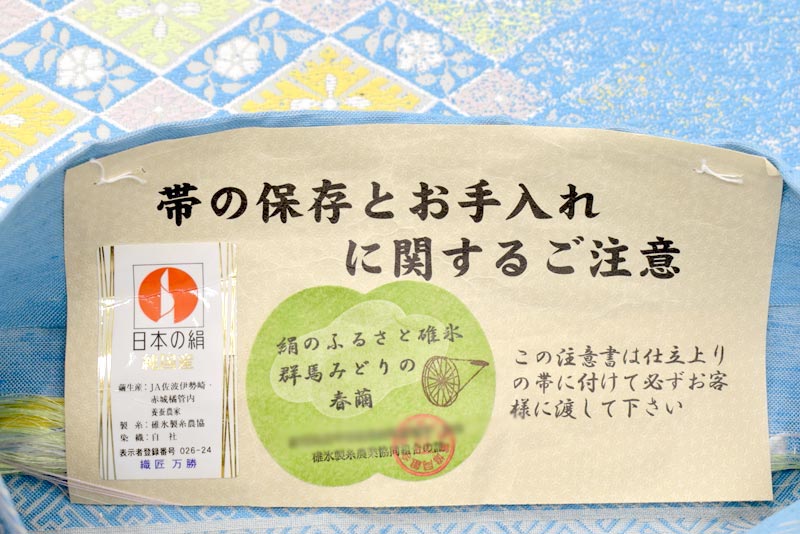 帯の保存とお手入れ
に関するご注意
日本の絹
純国産
繭生産：JA佐波伊勢崎・
赤城橘管内
養蚕農家
製 糸：碓氷製糸農協
染 織：自 社
表示者登録番号 026-24
織匠万勝
絹のふるさと碓氷
群馬みどりの
春繭
碓氷製糸農業協同組合
この注意書は仕立上り
の帯に付けて必ずお客
様に渡して下さい